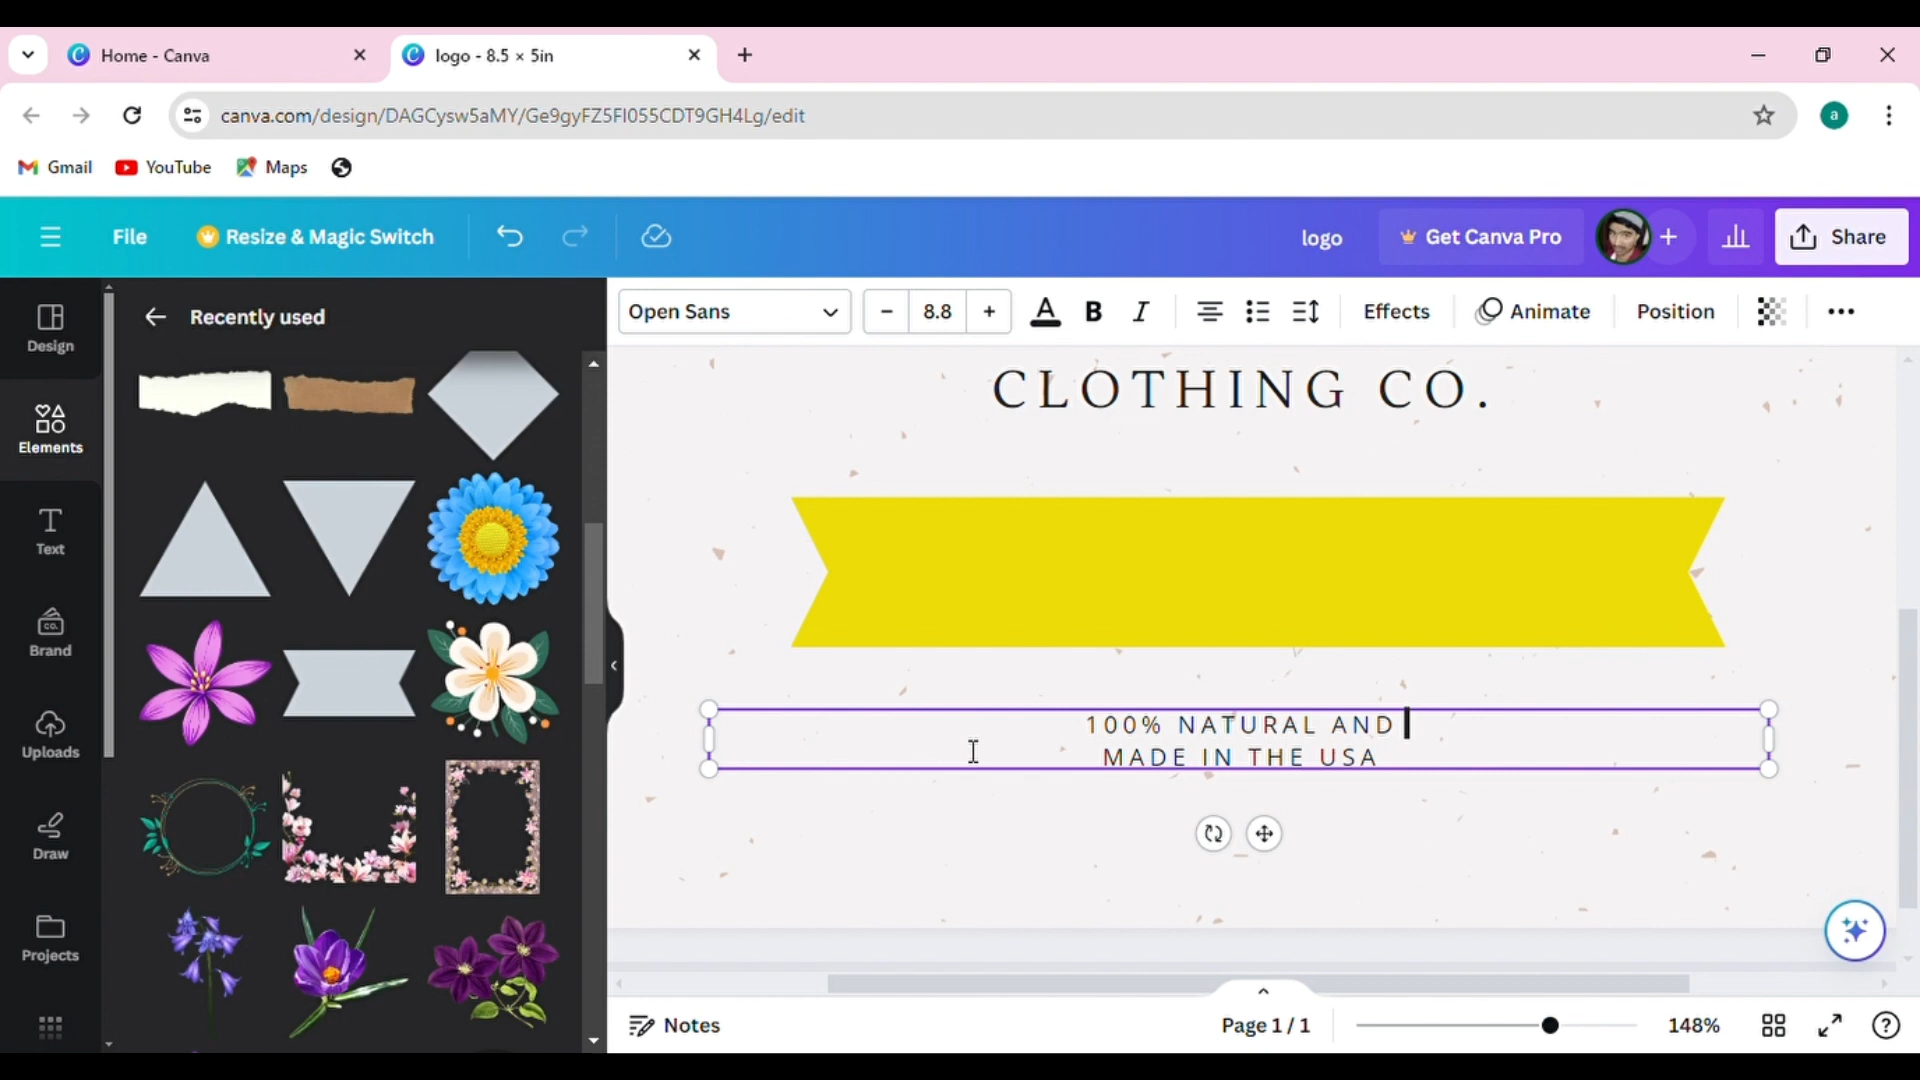 Home - Canva
logo - 8.5 × 5in
canva.com/design/DAGCysw5aMY/Ge9gyFZ5FI055CDT9GH4Lg/edit
a
Gmail
YouTube
Maps
File
Resize & Magic Switch
logo
Get Canva Pro
Share
Design
Elements
Text
CO.
Brand
Uploads
Draw
Projects
Recently used
Open Sans
8.8
Effects
Animate
Position
CLOTHING CO.
100% NATURAL AND
MADE IN THE USA
Notes
Page 1 / 1
148%